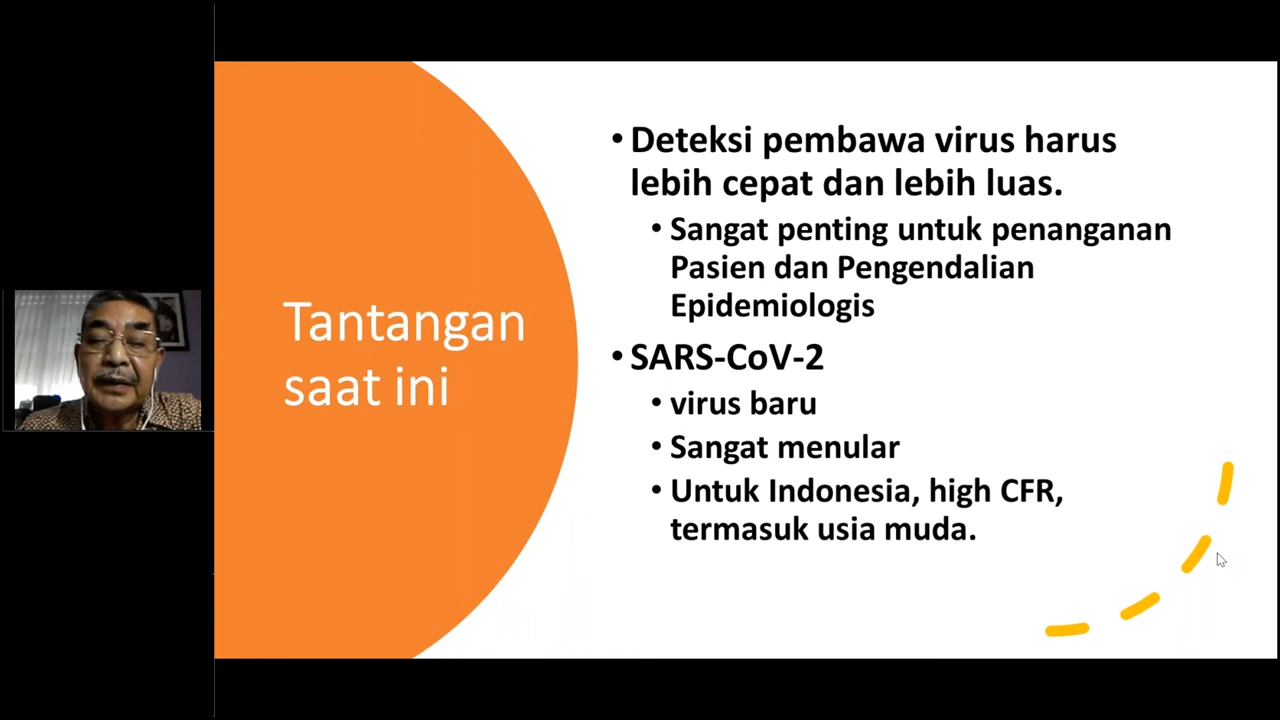 Tantangan
saat ini
• Deteksi pembawa virus harus
lebih cepat dan lebih luas.
• Sangat penting untuk penanganan
Pasien dan Pengendalian
Epidemiologis
• SARS-CoV-2
• virus baru
• Sangat menular
• Untuk Indonesia, high CFR,
termasuk usia muda.